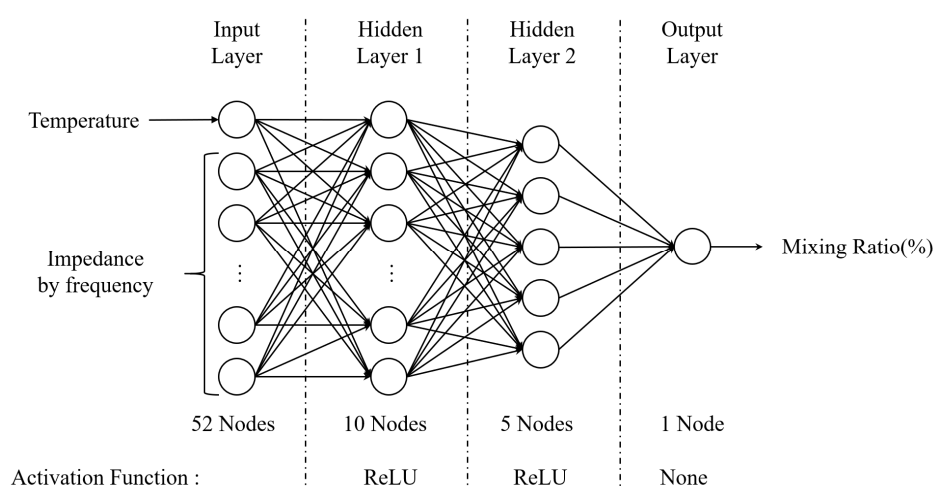 Input
Layer
Hidden
Layer 1
Hidden
Layer 2
Output
Layer
Temperature
Impedance
by frequency
Mixing Ratio(%)
52 Nodes
10 Nodes
5 Nodes
1 Node
Activation Function :
ReLU
ReLU
None